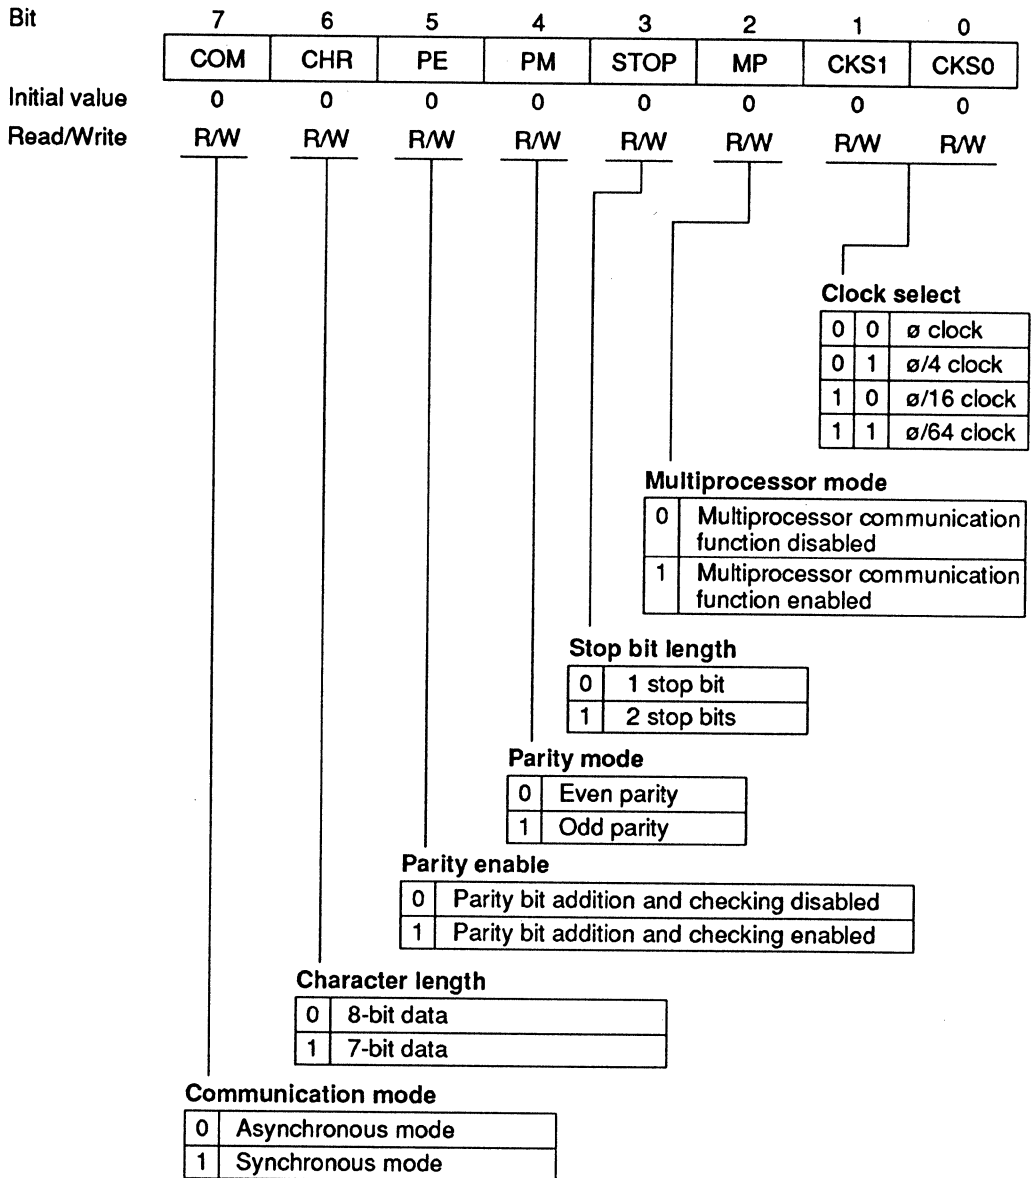 Bit 7 6 5 4 3 2 1 0
COM CHR PE PM STOP MP CKS1 CKS0
Initial value 0 0 0 0 0 0 0 0
Read/Write R/W R/W R/W R/W R/W R/W R/W R/W
Clock select
0 0 ø clock
0 1 ø/4 clock
1 0 ø/16 clock
1 1 ø/64 clock
Multiprocessor mode
0 Multiprocessor communication
function disabled
1 Multiprocessor communication
function enabled
Stop bit length
0 1 stop bit
1 2 stop bits
Parity mode
0 Even parity
1 Odd parity
Parity enable
0 Parity bit addition and checking disabled
1 Parity bit addition and checking enabled
Character length
0 8-bit data
1 7-bit data
Communication mode
0 Asynchronous mode
1 Synchronous mode